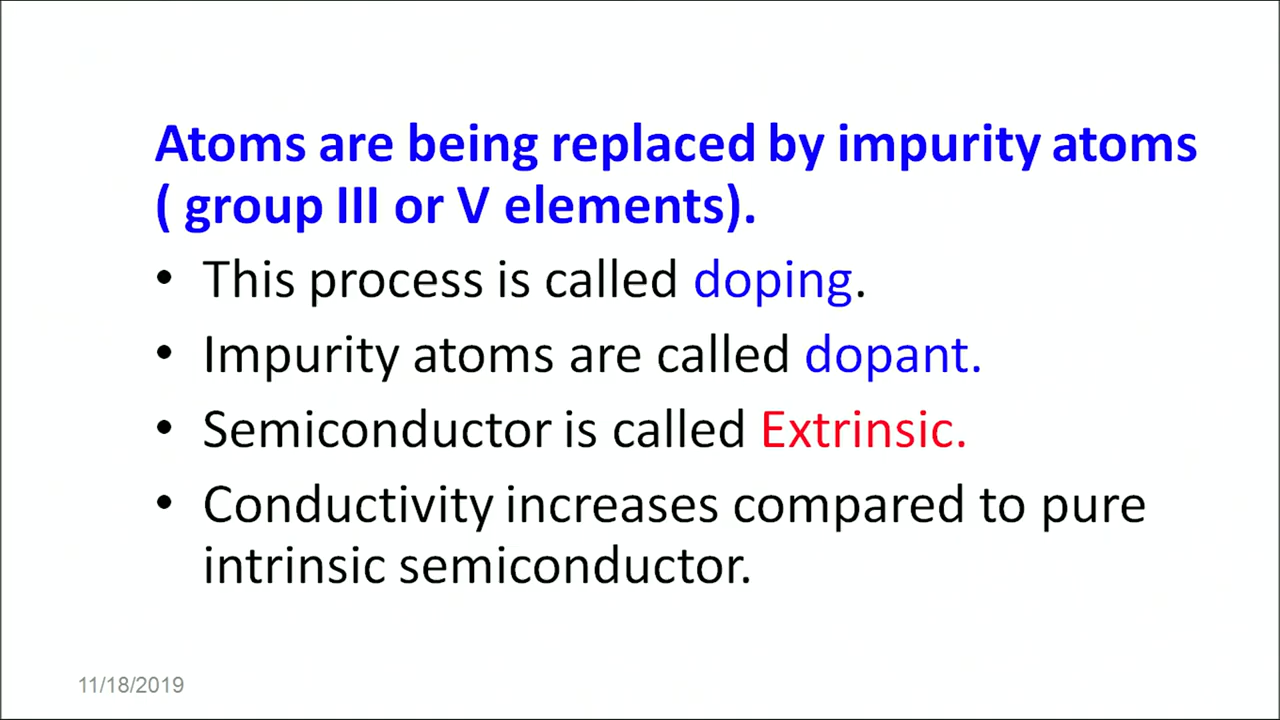 Atoms are being replaced by impurity atoms
( group III or V elements).
• This process is called doping.
• Impurity atoms are called dopant.
• Semiconductor is called Extrinsic.
• Conductivity increases compared to pure
intrinsic semiconductor.
11/18/2019